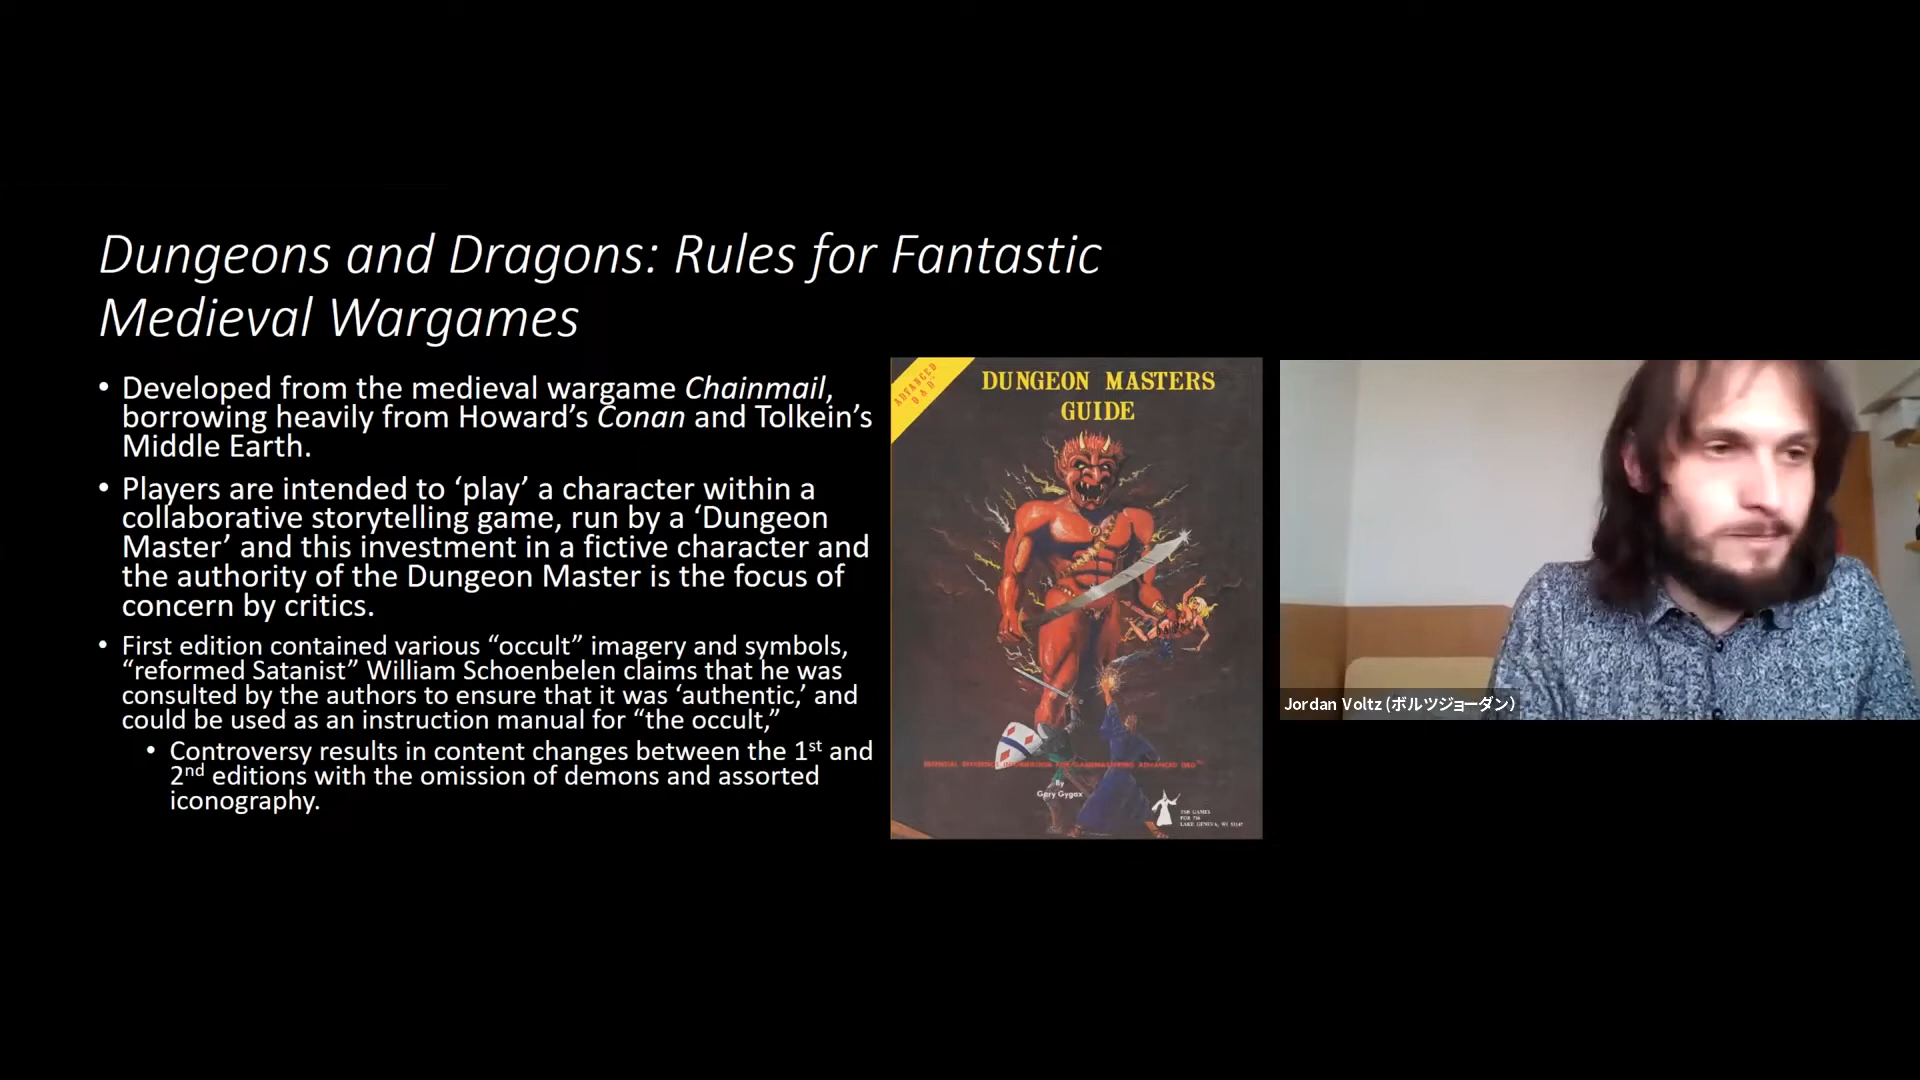 Dungeons and Dragons: Rules for Fantastic
Medieval Wargames
• Developed from the medieval wargame Chainmail,
borrowing heavily from Howard’s Conan and Tolkein’s
Middle Earth.
• Players are intended to ‘play’ a character within a
collaborative storytelling game, run by a ‘Dungeon
Master’ and this investment in a fictive character and
the authority of the Dungeon Master is the focus of
concern by critics.
• First edition contained various “occult” imagery and symbols,
“reformed Satanist” William Schoenbelen claims that he was
consulted by the authors to ensure that it was ‘authentic,’ and
could be used as an instruction manual for “the occult,”
• Controversy results in content changes between the 1st and
2nd editions with the omission of demons and assorted
iconography.
ADVANCED
D&D
DUNGEON MASTERS
GUIDE
By
Gary Gygax
TSR GAMES
LAKE GENEVA, WI 53147
Jordan Voltz (ボルツジョーダン)